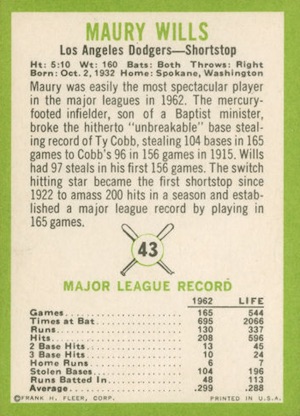 MAURY WILLS
Los Angeles Dodgers—Shortstop
Ht: 5:10 Wt: 160 Bats: Both Throws: Right
Born: Oct. 2, 1932 Home: Spokane, Washington
Maury was easily the most spectacular player
in the major leagues in 1962. The mercury-
footed infielder, son of a Baptist minister,
broke the hitherto "unbreakable" base steal-
ing record of Ty Cobb, stealing 104 bases in 165
games to Cobb's 96 in 156 games in 1915. Wills
had 97 steals in his first 156 games. The switch
hitting star became the first shortstop since
1922 to amass 200 hits in a season and estab-
lished a major league record by playing in
165 games.
43
MAJOR LEAGUE RECORD
1962 LIFE
Games 165 544
Times at Bat 695 2066
Runs 130 337
Hits 208 596
2 Base Hits 13 45
3 Base Hits 10 24
Home Runs 6 7
Stolen Bases 104 196
Runs Batted In 48 113
Average .299 .288
©FRANK H. FLEER, CORP. PRINTED IN U.S.A.